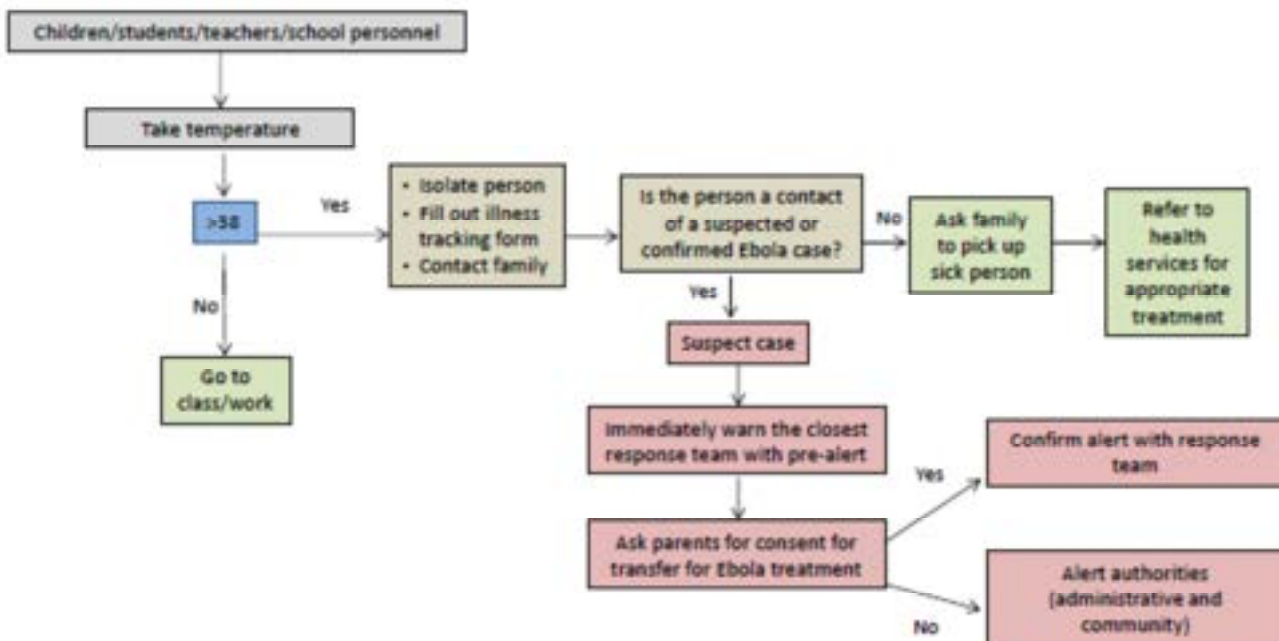 Children/students/teachers/school personnel
Take temperature
>38
Yes
No
Go to
class/work
• Isolate person
• Fill out illness
tracking form
• Contact family
Is the person a contact
of a suspected or
confirmed Ebola case?
No
Ask family
to pick up
sick person
Refer to
health
services for
appropriate
treatment
Yes
Suspect case
Immediately warn the closest
response team with pre-alert
Ask parents for consent for
transfer for Ebola treatment
Yes
Confirm alert with response
team
No
Alert authorities
(administrative and
community)